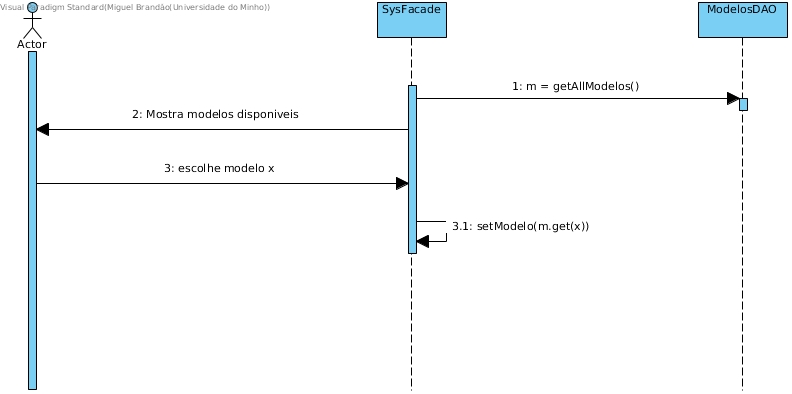 Visual Paradigm Standard(Miguel Brandão(Universidade do Minho))
SysFacade
ModelosDAO
Actor
1: m = getAllModelos()
2: Mostra modelos disponiveis
3: escolhe modelo x
3.1: setModelo(m.get(x))